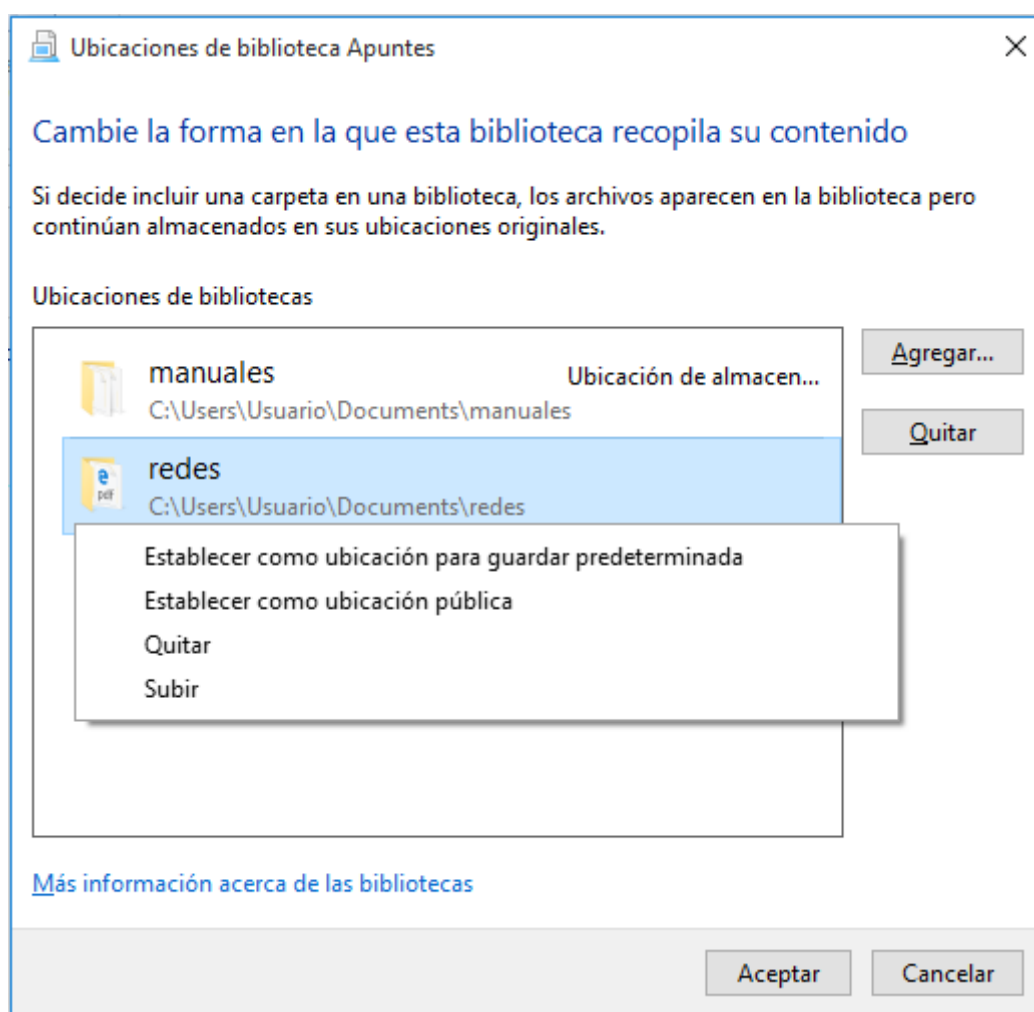 Ubicaciones de biblioteca Apuntes
Cambie la forma en la que esta biblioteca recopila su contenido
Si decide incluir una carpeta en una biblioteca, los archivos aparecen en la biblioteca pero
continúan almacenados en sus ubicaciones originales.
Ubicaciones de bibliotecas
manuales
Ubicación de almacen...
C:\Users\Usuario\Documents\manuales
Agregar...
Quitar
redes
C:\Users\Usuario\Documents\redes
pdf
Establecer como ubicación para guardar predeterminada
Establecer como ubicación pública
Quitar
Subir
Más información acerca de las bibliotecas
Aceptar
Cancelar